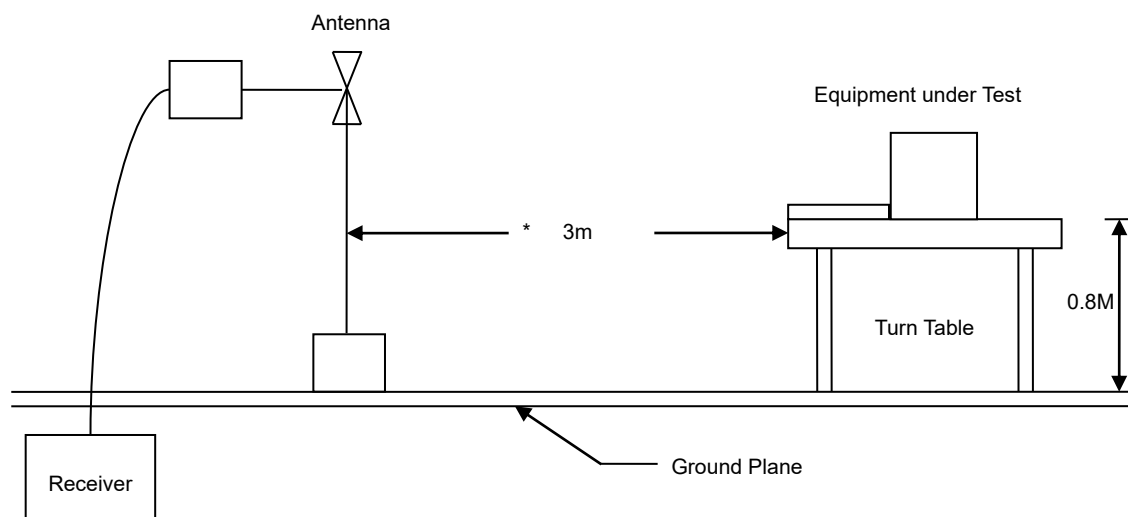 Antenna
Equipment under Test
* 3m
0.8M
Turn Table
Ground Plane
Receiver